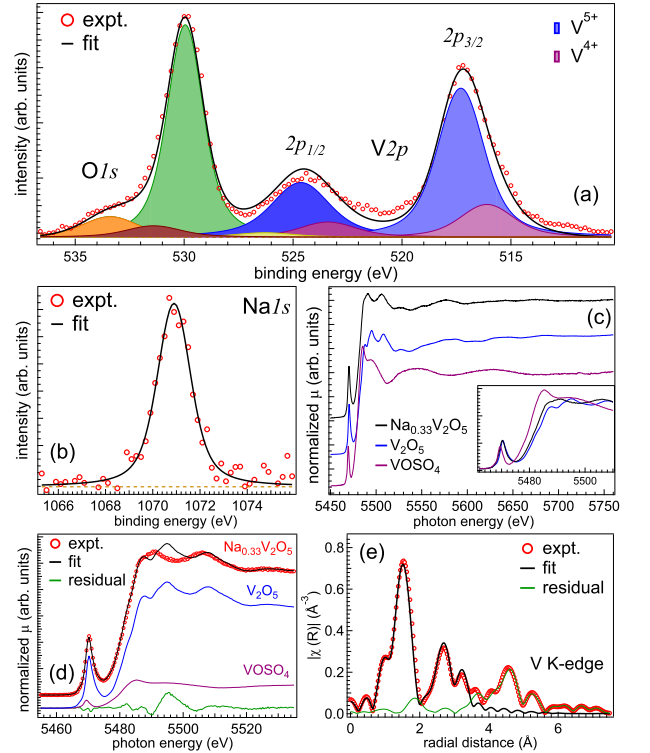 expt.
fit
2p3/2
V5+
V4+
O1s
2p1/2
V2p
(a)
intensity (arb. units)
535 530 525 520 515
binding energy (eV)
expt.
fit
Na1s
(b)
intensity (arb. units)
1066 1068 1070 1072 1074
binding energy (eV)
(c)
normalized μ (arb. units)
Na0.33V2O5
V2O5
VOSO4
5480 5500
5450 5500 5550 5600 5650 5700 5750
photon energy (eV)
expt.
fit
residual
Na0.33V2O5
V2O5
VOSO4
(d)
normalized μ (arb. units)
5460 5480 5500 5520
photon energy (eV)
(e)
expt.
fit
residual
V K-edge
|χ (R)| (Å-3)
0.8
0.6
0.4
0.2
0.0
0 2 4 6
radial distance (Å)